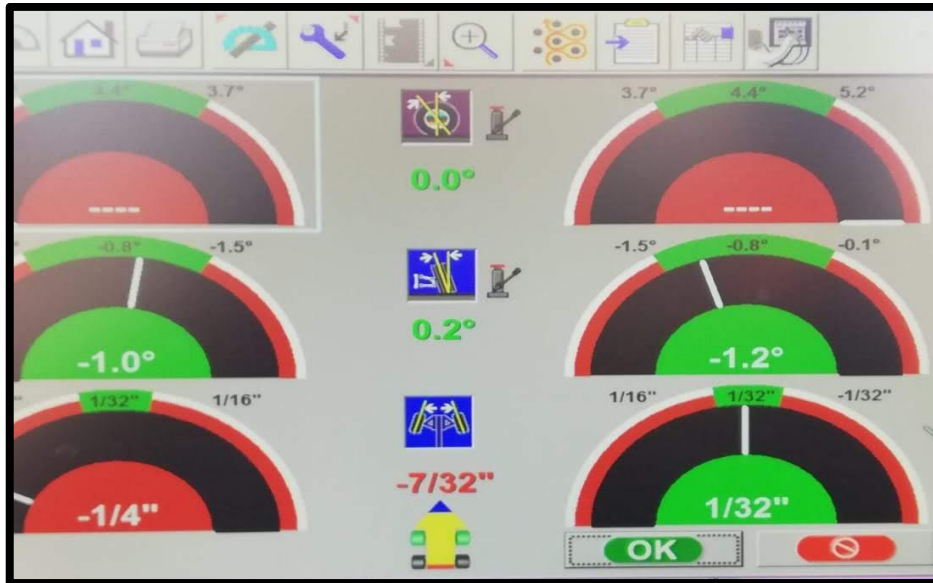 3.4° 3.7° 3.7° 4.4° 5.2°
0.0°
---- ----
-0.8° -1.5° -1.5° -0.8° -0.1°
0.2°
-1.0° -1.2°
1/32" 1/16" 1/16" 1/32" -1/32"
-7/32"
-1/4" 1/32"
OK